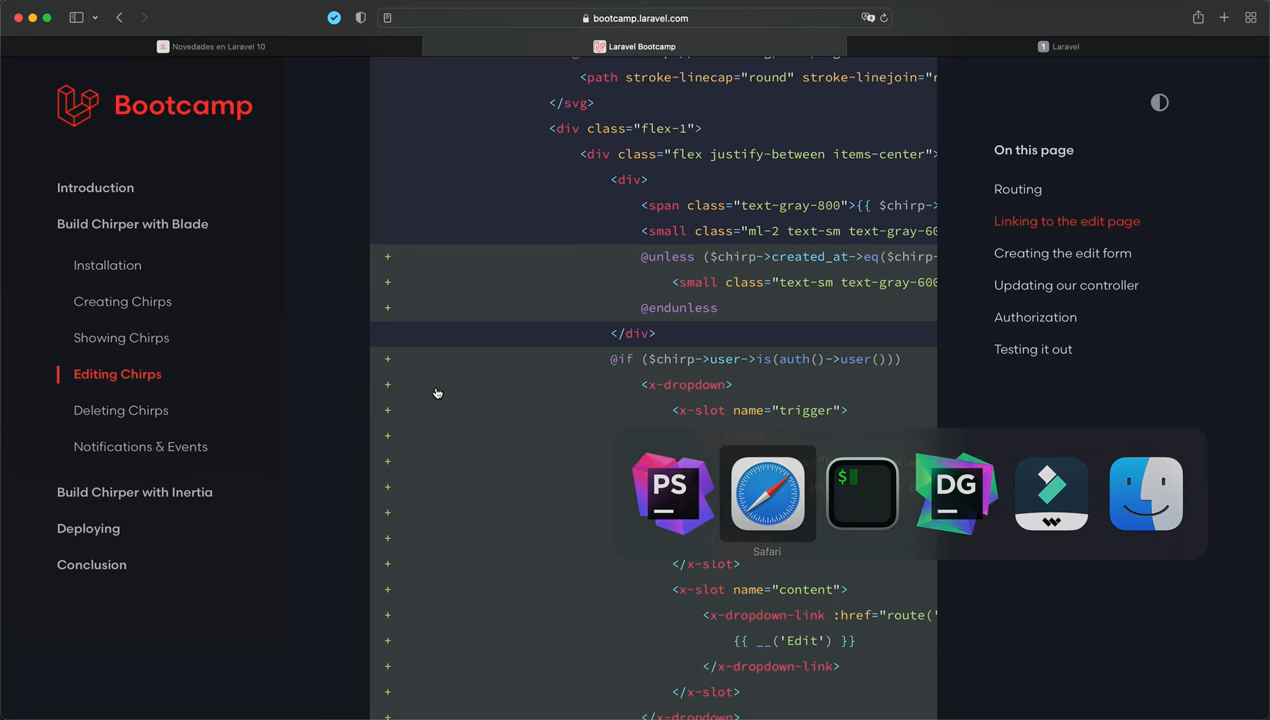 bootcamp.laravel.com
Novedades en Laravel 10
Laravel Bootcamp
1
Laravel
Bootcamp
Introduction
Build Chirper with Blade
Installation
Creating Chirps
Showing Chirps
Editing Chirps
Deleting Chirps
Notifications & Events
Build Chirper with Inertia
Deploying
Conclusion
<path stroke-linecap="round" stroke-linejoin="r
</svg>
<div class="flex-1">
<div class="flex justify-between items-center">
<div>
<span class="text-gray-800">{{ $chirp->
<small class="ml-2 text-sm text-gray-60
+ @unless ($chirp->created_at->eq($chirp-
+ <small class="text-sm text-gray-600
+ @endunless
</div>
+ @if ($chirp->user->is(auth()->user()))
+ <x-dropdown>
+ <x-slot name="trigger">
+
+
+
+
+
+ </x-slot>
+ <x-slot name="content">
+ <x-dropdown-link :href="route('
+ {{ __('Edit') }}
+ </x-dropdown-link>
+ </x-slot>
+ </x-dropdown>
On this page
Routing
Linking to the edit page
Creating the edit form
Updating our controller
Authorization
Testing it out
PS
$
DG
Safari